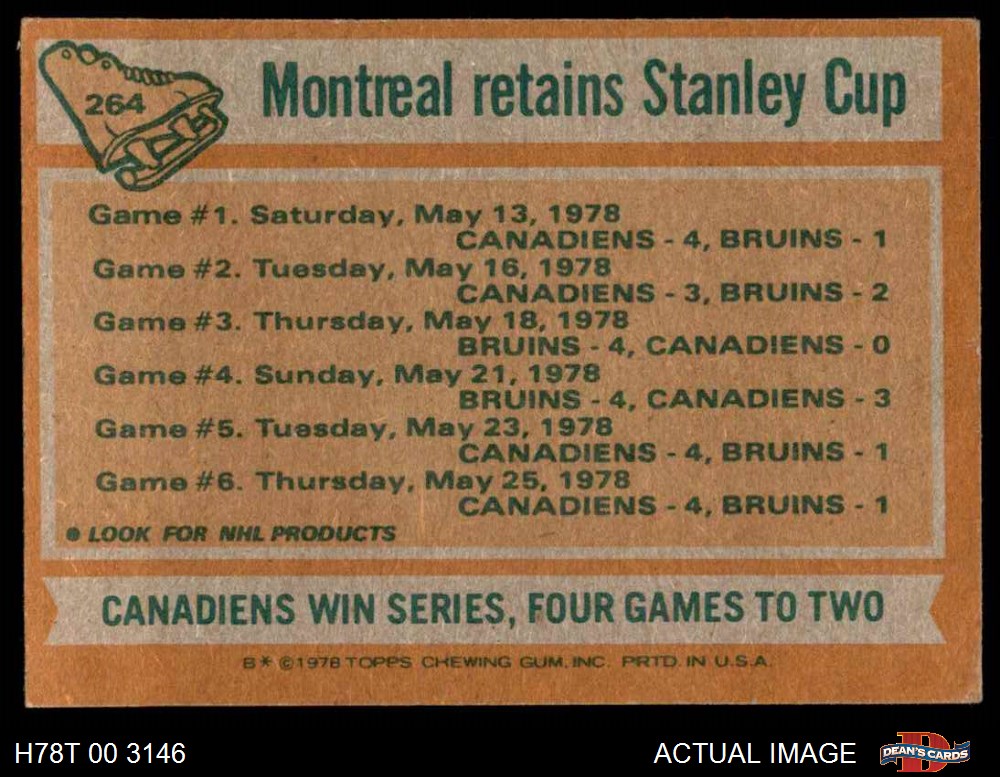 264
Montreal retains Stanley Cup
Game #1. Saturday, May 13, 1978
CANADIENS - 4, BRUINS - 1
Game #2. Tuesday, May 16, 1978
CANADIENS - 3, BRUINS - 2
Game #3. Thursday, May 18, 1978
BRUINS - 4, CANADIENS - 0
Game #4. Sunday, May 21, 1978
BRUINS - 4, CANADIENS - 3
Game #5. Tuesday, May 23, 1978
CANADIENS - 4, BRUINS - 1
Game #6. Thursday, May 25, 1978
CANADIENS - 4, BRUINS - 1
● LOOK FOR NHL PRODUCTS
CANADIENS WIN SERIES, FOUR GAMES TO TWO
B* ©1978 TOPPS CHEWING GUM, INC. PRTD. IN U.S.A.
H78T 00 3146
ACTUAL IMAGE
D
DEAN'S CARDS